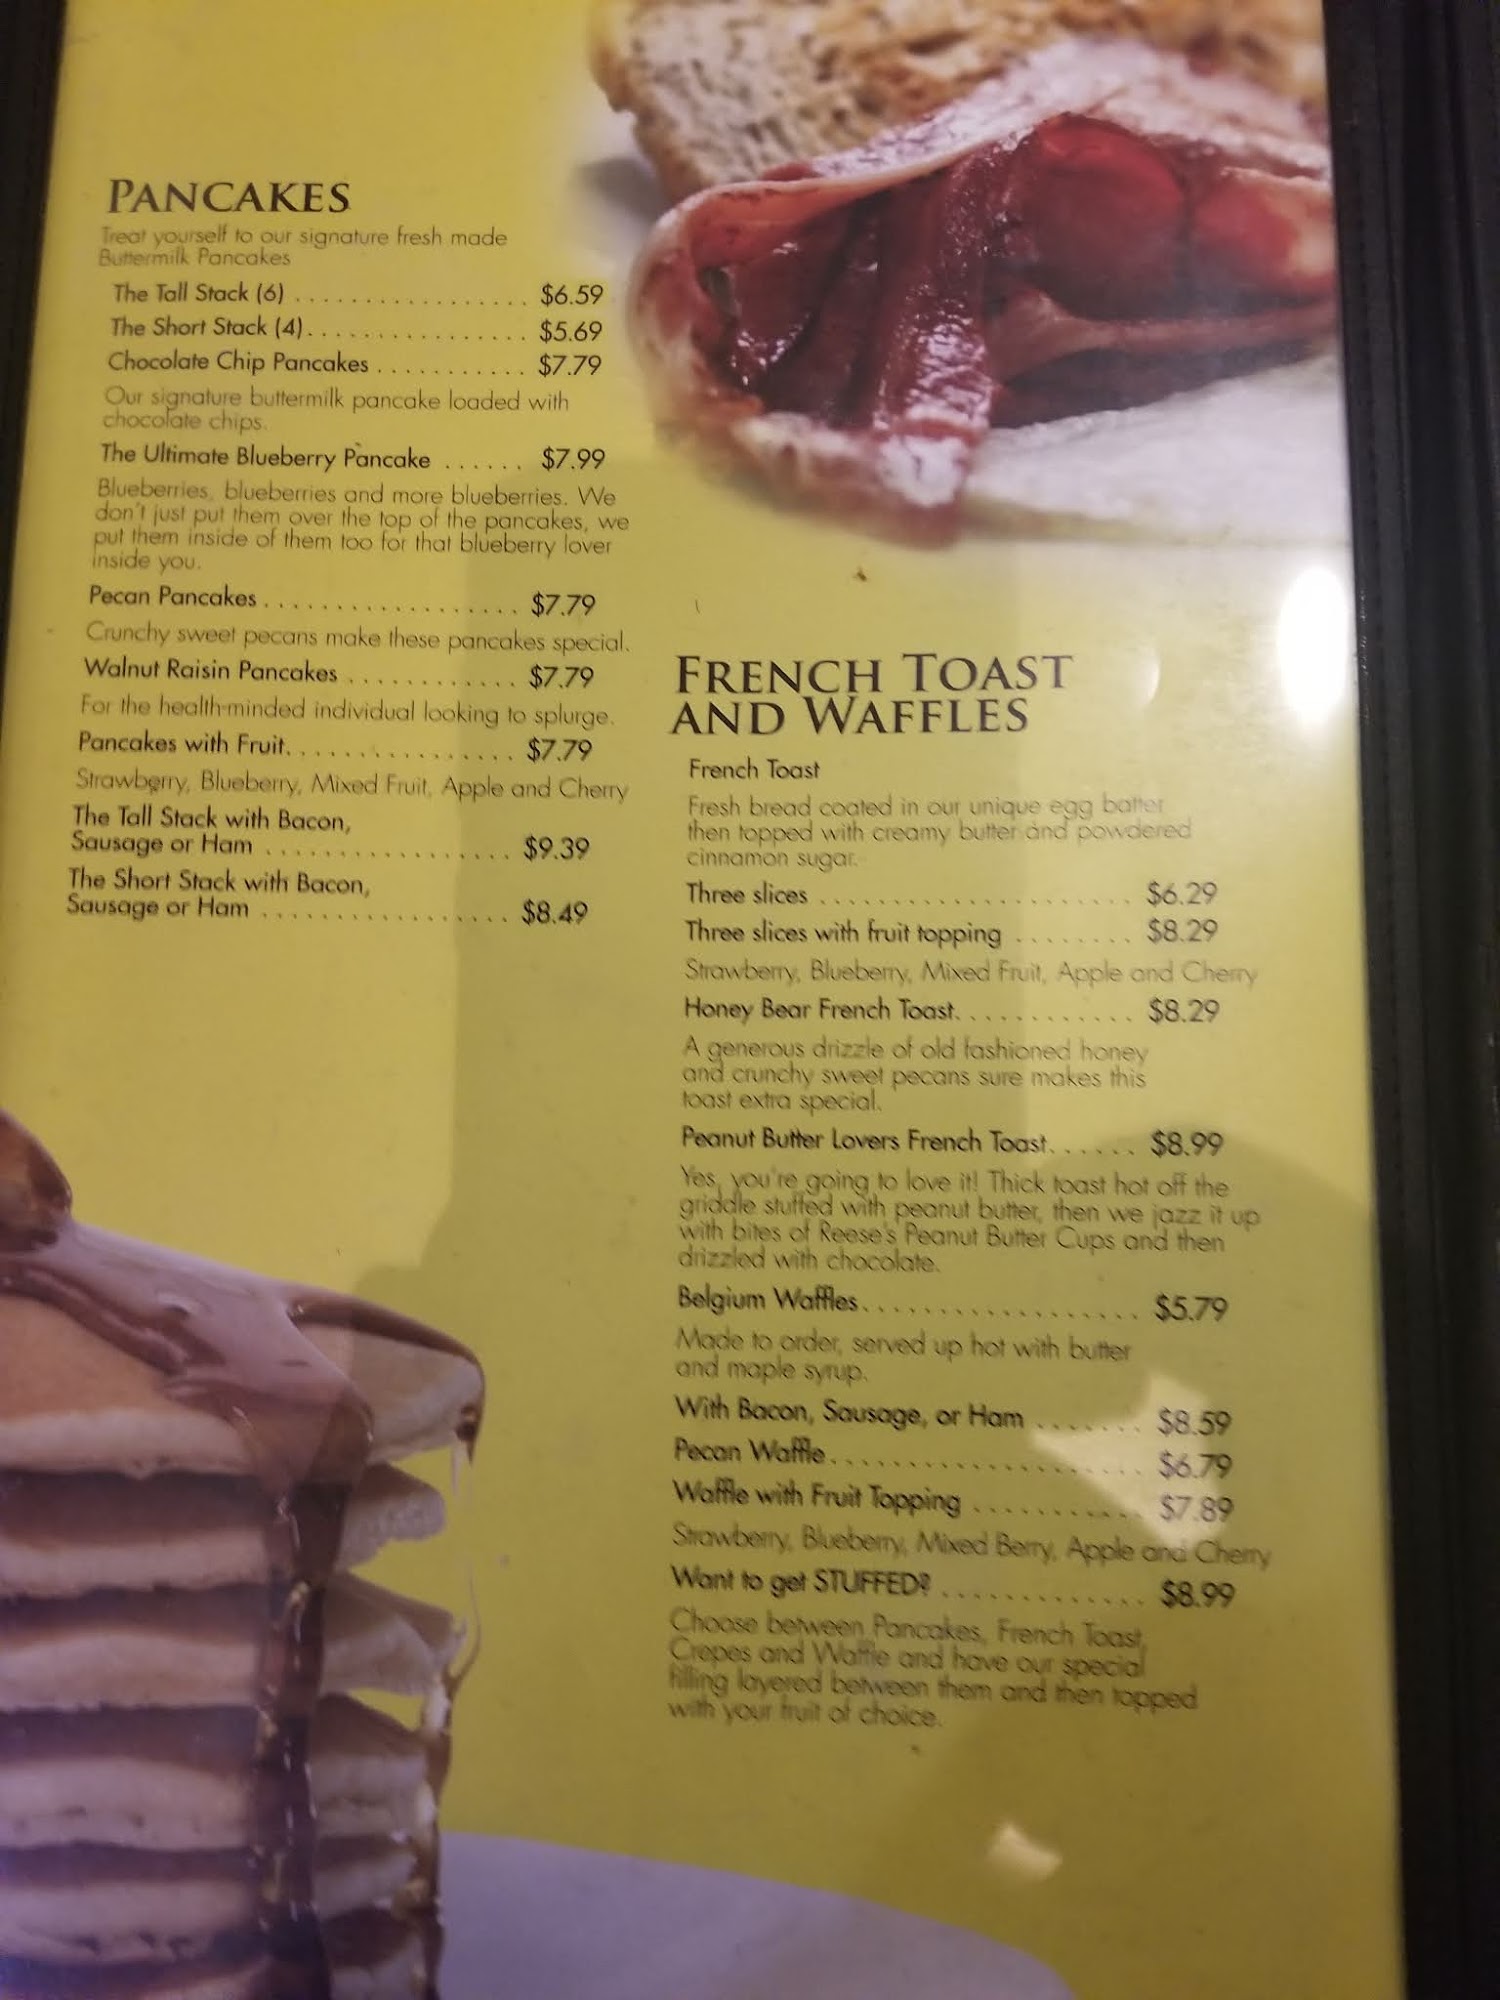 PANCAKES
Treat yourself to our signature fresh made
Buttermilk Pancakes
The Tall Stack (6) . . . . . . . . . . . . . . . . . $6.59
The Short Stack (4) . . . . . . . . . . . . . . . . $5.69
Chocolate Chip Pancakes . . . . . . . . . . . $7.79
Our signature buttermilk pancake loaded with
chocolate chips.
The Ultimate Blueberry Pancake . . . . . . $7.99
Blueberries, blueberries and more blueberries. We
don't just put them over the top of the pancakes, we
put them inside of them too for that blueberry lover
inside you.
Pecan Pancakes . . . . . . . . . . . . . . . . . . $7.79
Crunchy sweet pecans make these pancakes special.
Walnut Raisin Pancakes . . . . . . . . . . . . $7.79
For the health-minded individual looking to splurge.
Pancakes with Fruit. . . . . . . . . . . . . . . . $7.79
Strawberry, Blueberry, Mixed Fruit, Apple and Cherry
The Tall Stack with Bacon,
Sausage or Ham . . . . . . . . . . . . . . . . . $9.39
The Short Stack with Bacon,
Sausage or Ham . . . . . . . . . . . . . . . . . $8.49
FRENCH TOAST
AND WAFFLES
French Toast
Fresh bread coated in our unique egg batter
then topped with creamy butter and powdered
cinnamon sugar.
Three slices . . . . . . . . . . . . . . . . . . . . . $6.29
Three slices with fruit topping . . . . . . . . $8.29
Strawberry, Blueberry, Mixed Fruit, Apple and Cherry
Honey Bear French Toast. . . . . . . . . . . . . $8.29
A generous drizzle of old fashioned honey
and crunchy sweet pecans sure makes this
toast extra special.
Peanut Butter Lovers French Toast. . . . . . $8.99
Yes, you're going to love it! Thick toast hot off the
griddle stuffed with peanut butter, then we jazz it up
with bites of Reese's Peanut Butter Cups and then
drizzled with chocolate.
Belgium Waffles. . . . . . . . . . . . . . . . . . . $5.79
Made to order, served up hot with butter
and maple syrup.
With Bacon, Sausage, or Ham . . . . . . . $8.59
Pecan Waffle. . . . . . . . . . . . . . . . . . . . . $6.79
Waffle with Fruit Topping . . . . . . . . . . . $7.89
Strawberry, Blueberry, Mixed Berry, Apple and Cherry
Want to get STUFFED? . . . . . . . . . . . . . $8.99
Choose between Pancakes, French Toast,
Crepes and Waffle and have our special
filling layered between them and then topped
with your fruit of choice.